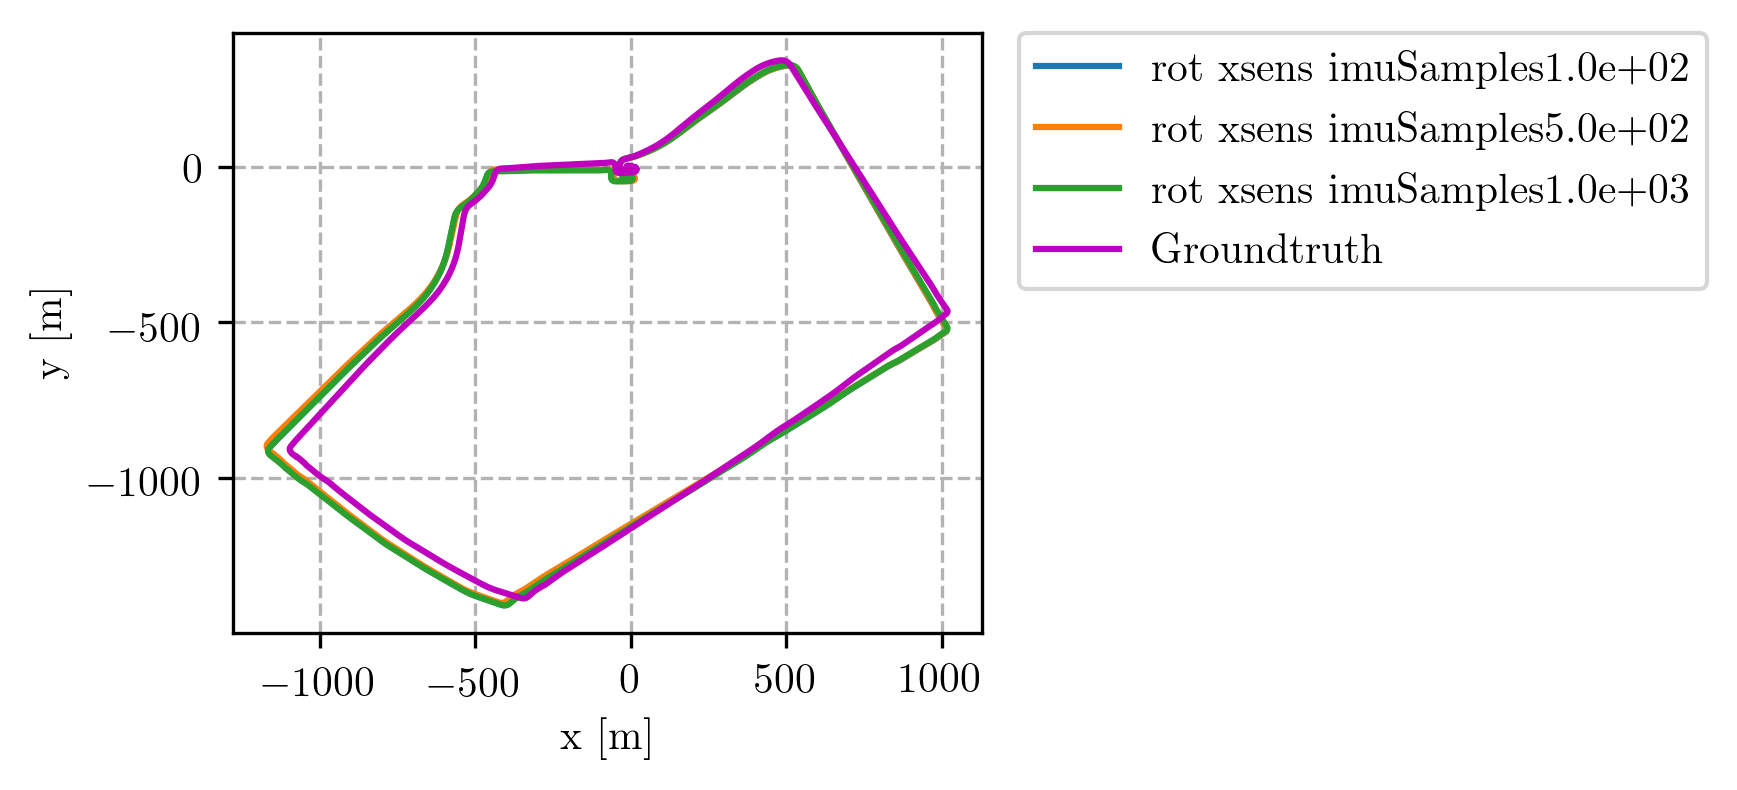 rot xsens imuSamples1.0e+02
rot xsens imuSamples5.0e+02
rot xsens imuSamples1.0e+03
Groundtruth
0
−500
−1000
y [m]
−1000 −500 0 500 1000
x [m]